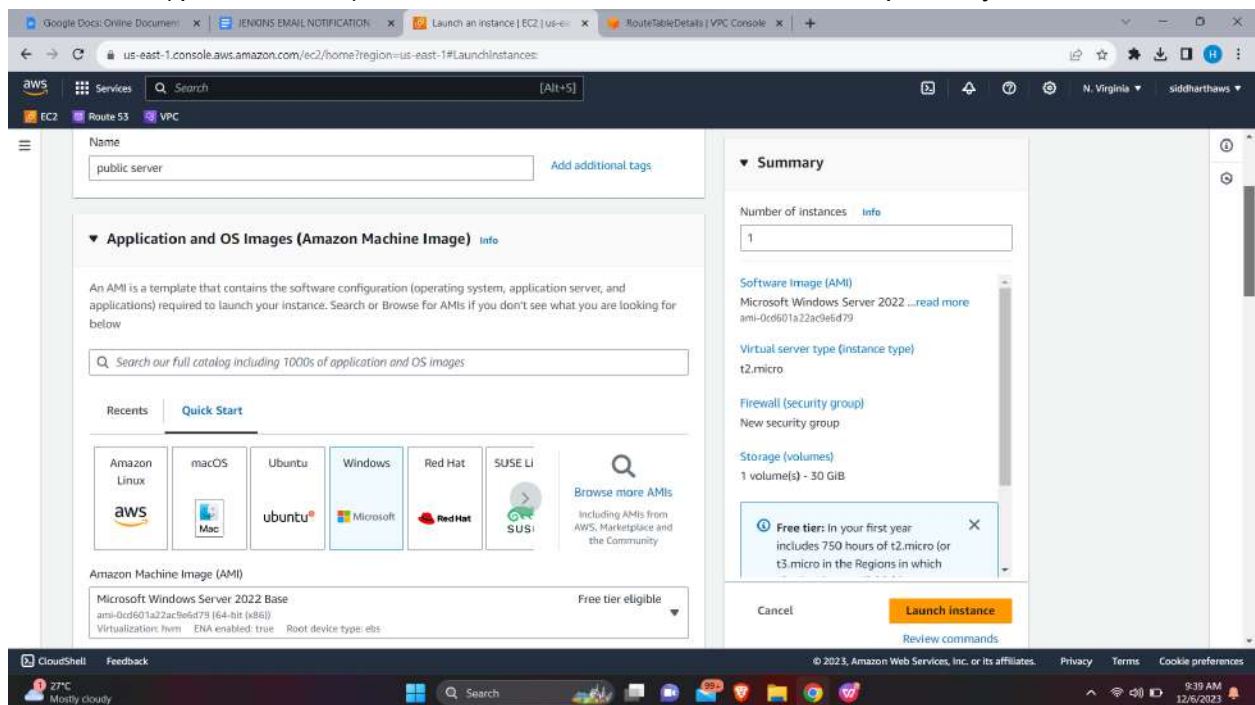 Google Docs: Online Document
JENKINS EMAIL NOTIFICATION
Launch an instance | EC2 | us-ea
RouteTableDetails | VPC Console
us-east-1.console.aws.amazon.com/ec2/home?region=us-east-1#LaunchInstances:
H
aws
Services
Search
[Alt+S]
N. Virginia
siddharthaws
EC2
Route 53
VPC
Name
public server
Add additional tags
Application and OS Images (Amazon Machine Image) Info
An AMI is a template that contains the software configuration (operating system, application server, and
applications) required to launch your instance. Search or Browse for AMIs if you don't see what you are looking for
below
Search our full catalog including 1000s of application and OS images
Recents
Quick Start
Amazon
Linux
aws
macOS
Mac
Ubuntu
ubuntu®
Windows
Microsoft
Red Hat
RedHat
SUSE Li
SUS
Browse more AMIs
Including AMIs from
AWS, Marketplace and
the Community
Amazon Machine Image (AMI)
Microsoft Windows Server 2022 Base
Free tier eligible
ami-0cd601a22ac9e6d79 (64-bit (x86))
Virtualization: hvm ENA enabled: true Root device type: ebs
Summary
Number of instances Info
1
Software Image (AMI)
Microsoft Windows Server 2022 ...read more
ami-0cd601a22ac9e6d79
Virtual server type (instance type)
t2.micro
Firewall (security group)
New security group
Storage (volumes)
1 volume(s) - 30 GiB
Free tier: In your first year
includes 750 hours of t2.micro (or
t3.micro in the Regions in which
Cancel
Launch instance
Review commands
CloudShell
Feedback
© 2023, Amazon Web Services, Inc. or its affiliates.
Privacy
Terms
Cookie preferences
1
27°C
Mostly cloudy
Search
99+
9:39 AM
12/6/2023